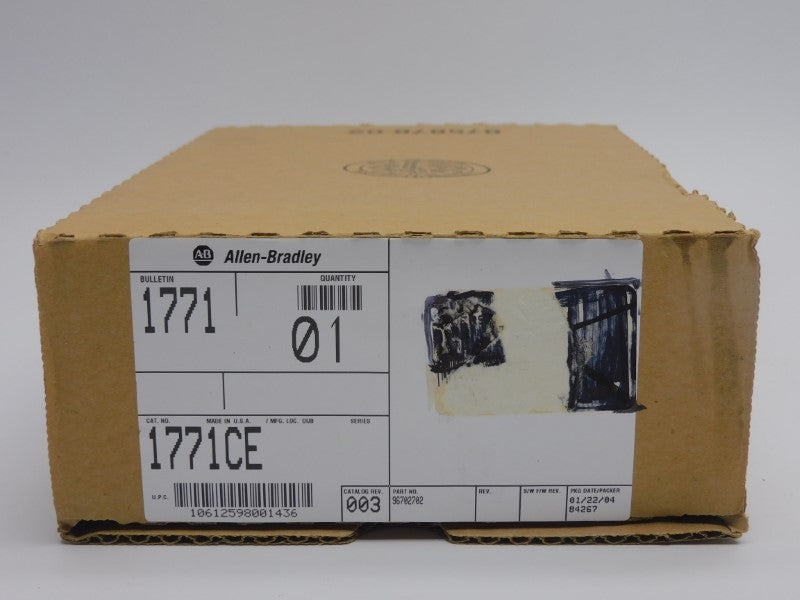 AB Allen-Bradley
BULLETIN
QUANTITY
1771
01
CAT. NO. MADE IN U.S.A. / MFG. LOC. DUB SERIES
1771CE
U.P.C.
10612598001436
CATALOG REV.
003
PART NO.
96702702
REV.
S/W F/W REV.
PKG DATE/PACKER
01/22/04
84267